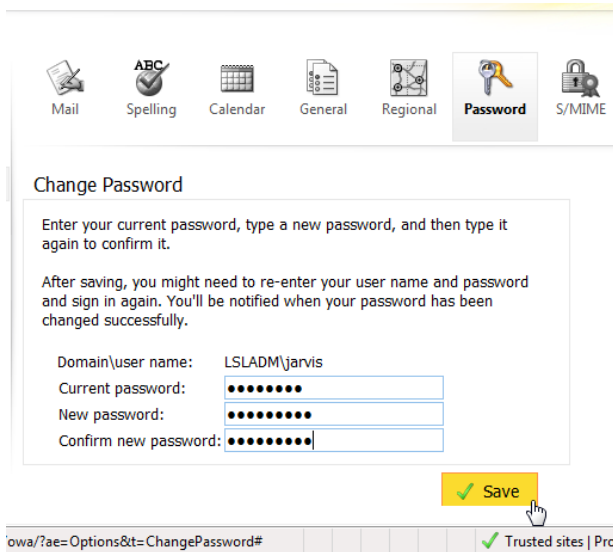 ABC
Mail Spelling Calendar General Regional Password S/MIME
Change Password
Enter your current password, type a new password, and then type it
again to confirm it.
After saving, you might need to re-enter your user name and password
and sign in again. You'll be notified when your password has been
changed successfully.
Domain\user name: LSLADM\jarvis
Current password: ●●●●●●●●
New password: ●●●●●●●●●
Confirm new password: ●●●●●●●●●
Save
owa/?ae=Options&t=ChangePassword# Trusted sites | Pro